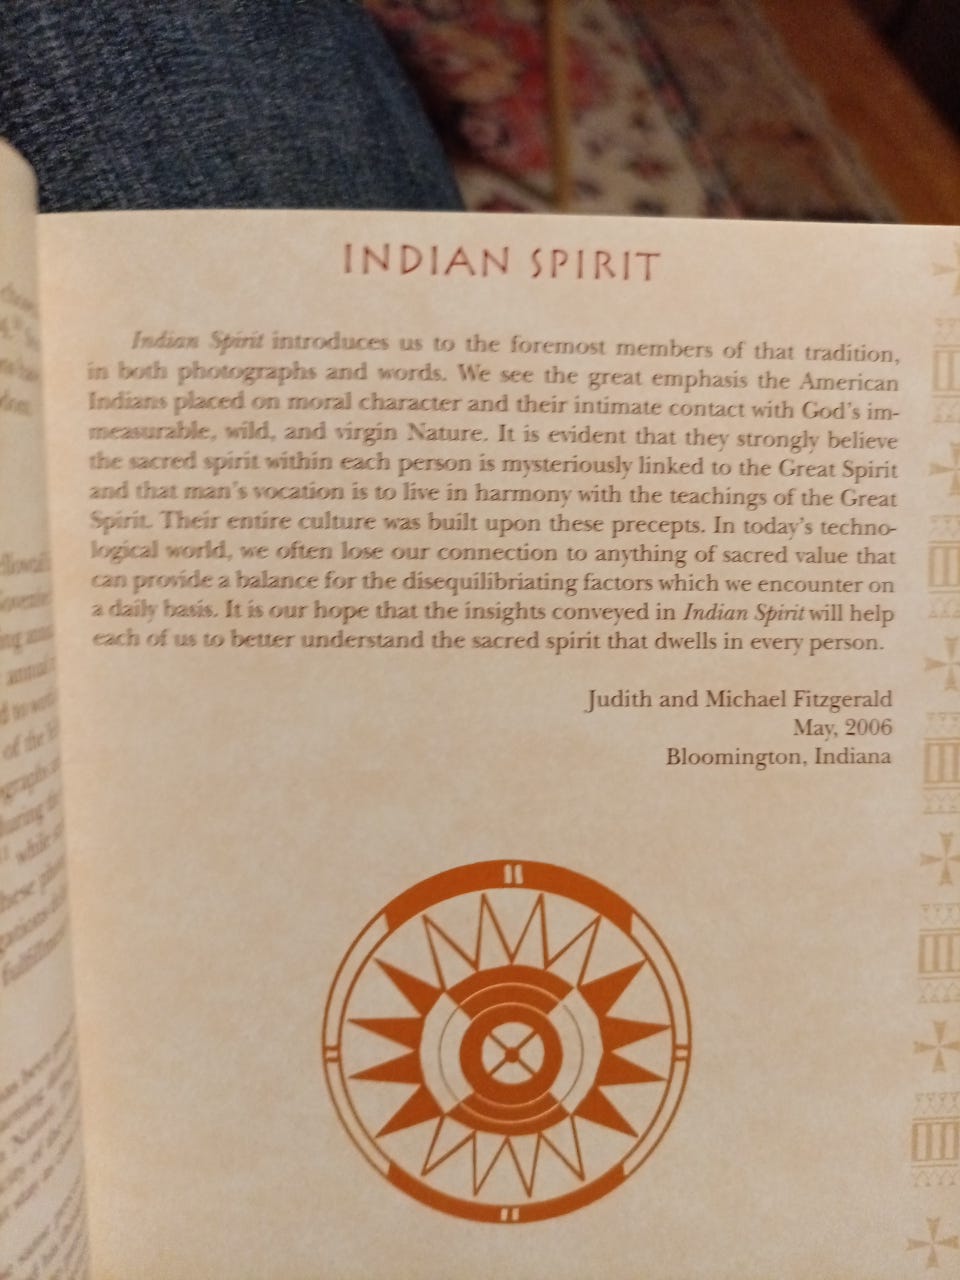 INDIAN SPIRIT
Indian Spirit introduces us to the foremost members of that tradition,
in both photographs and words. We see the great emphasis the American
Indians placed on moral character and their intimate contact with God's im-
measurable, wild, and virgin Nature. It is evident that they strongly believe
the sacred spirit within each person is mysteriously linked to the Great Spirit
and that man's vocation is to live in harmony with the teachings of the Great
Spirit. Their entire culture was built upon these precepts. In today's techno-
logical world, we often lose our connection to anything of sacred value that
can provide a balance for the disequilibriating factors which we encounter on
a daily basis. It is our hope that the insights conveyed in Indian Spirit will help
each of us to better understand the sacred spirit that dwells in every person.
Judith and Michael Fitzgerald
May, 2006
Bloomington, Indiana